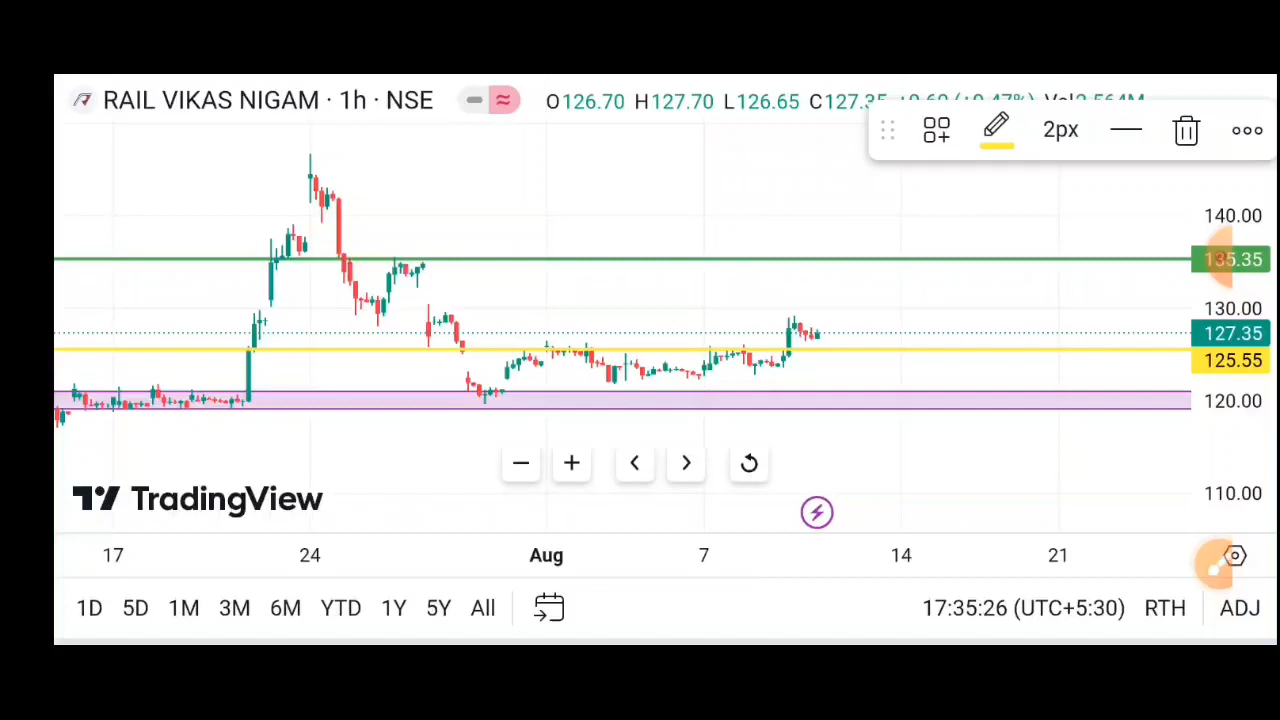 RAIL VIKAS NIGAM · 1h · NSE
O126.70 H127.70 L126.65 C127.35
2px
140.00
135.35
130.00
127.35
125.55
120.00
110.00
TradingView
17 24 Aug 7 14 21
1D 5D 1M 3M 6M YTD 1Y 5Y All
17:35:26 (UTC+5:30) RTH ADJ